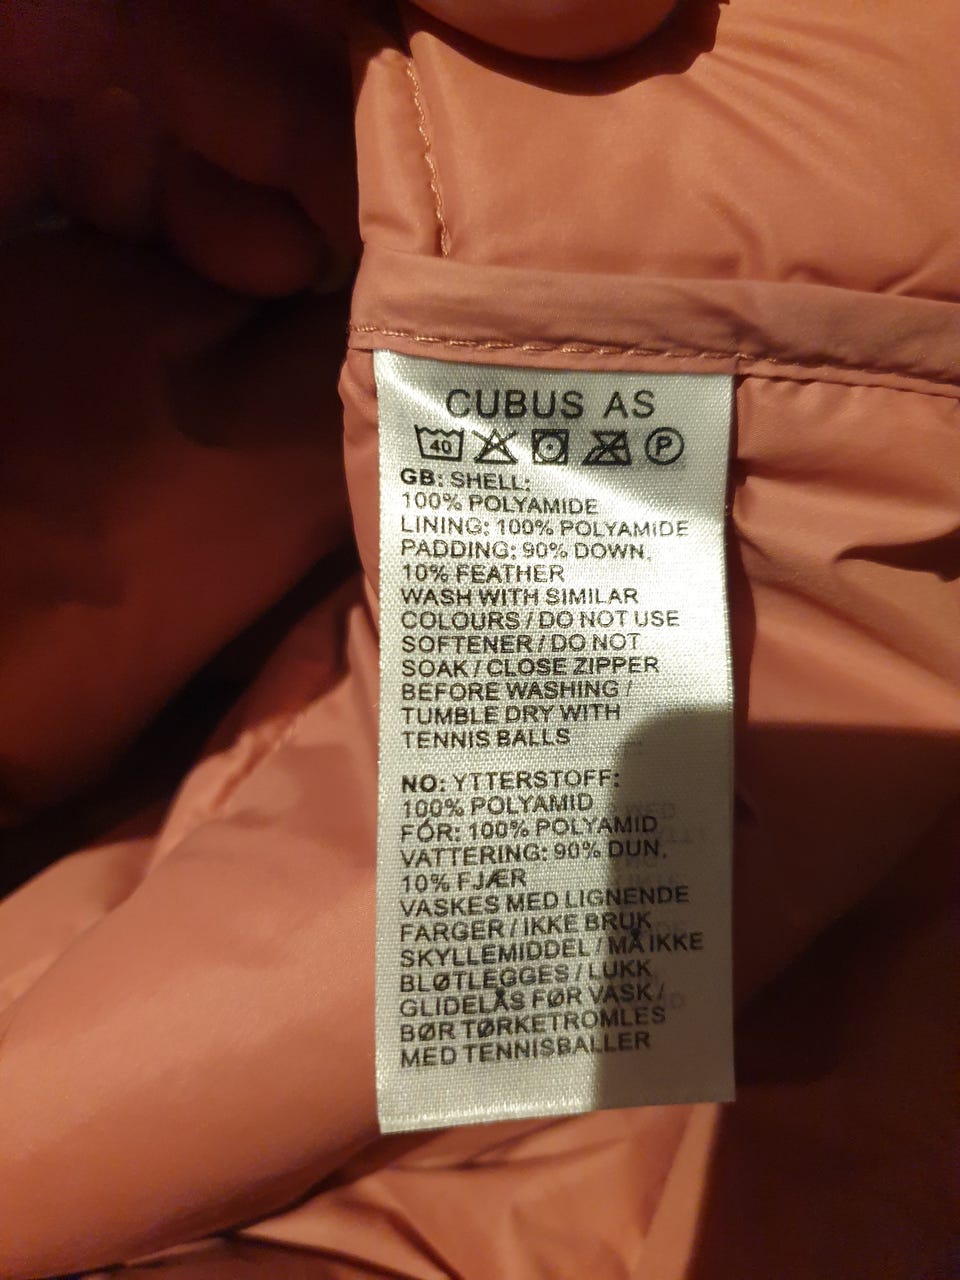 CUBUS AS
40 P
GB: SHELL:
100% POLYAMIDE
LINING: 100% POLYAMIDE
PADDING: 90% DOWN,
10% FEATHER
WASH WITH SIMILAR
COLOURS / DO NOT USE
SOFTENER / DO NOT
SOAK / CLOSE ZIPPER
BEFORE WASHING /
TUMBLE DRY WITH
TENNIS BALLS
NO: YTTERSTOFF:
100% POLYAMID
FÓR: 100% POLYAMID
VATTERING: 90% DUN,
10% FJÆR
VASKES MED LIGNENDE
FARGER / IKKE BRUK
SKYLLEMIDDEL / MÅ IKKE
BLØTLEGGES / LUKK
GLIDELÅS FØR VASK /
BØR TØRKETROMLES
MED TENNISBALLER